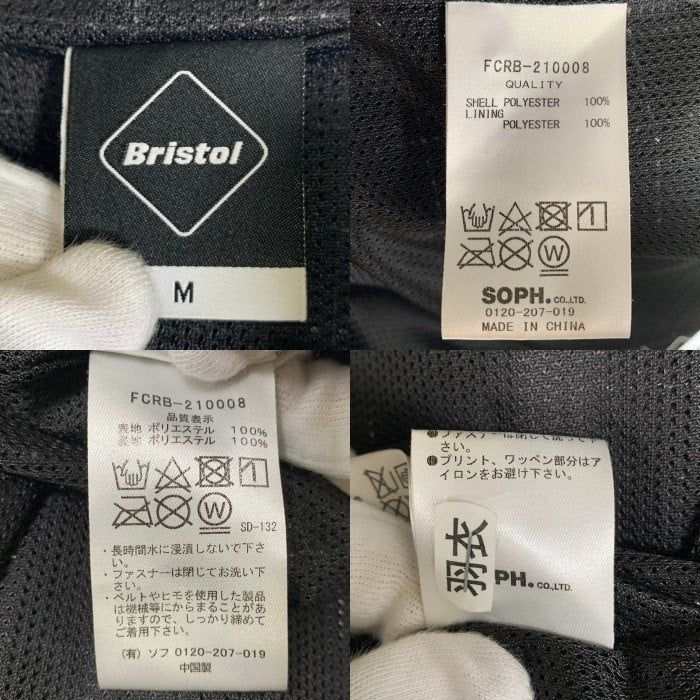 Bristol
M
FCRB-210008
QUALITY
SHELL POLYESTER 100%
LINING
POLYESTER 100%
SOPH. CO.,LTD.
0120-207-019
MADE IN CHINA
FCRB-210008
品質表示
表地 ポリエステル 100%
裏地 ポリエステル 100%
SD-132
・長時間水に浸漬しないで下さい。
・ファスナーは閉じてお洗い下さい。
・ベルトやヒモを使用した製品
は機械等にからまることがあ
りますので、しっかり締めて
ご着用下さい。
(有) ソフ 0120-207-019
中国製
●ファスナーは閉じて洗って下
●プリント、ワッペン部分はア
イロンをお避け下さい。
羽衣
OPH. CO.,LTD.